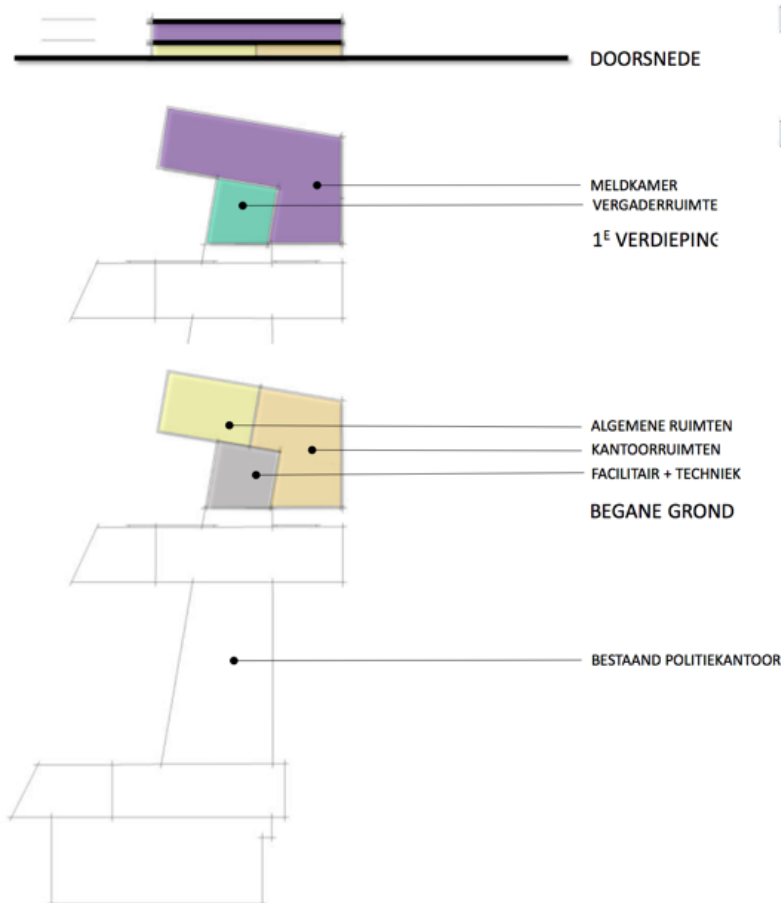 DOORSNEDE
MELDKAMER
VERGADERRUIMTE
1E VERDIEPING
ALGEMENE RUIMTEN
KANTOORRUIMTEN
FACILITAIR + TECHNIEK
BEGANE GROND
BESTAAND POLITIEKANTOOR